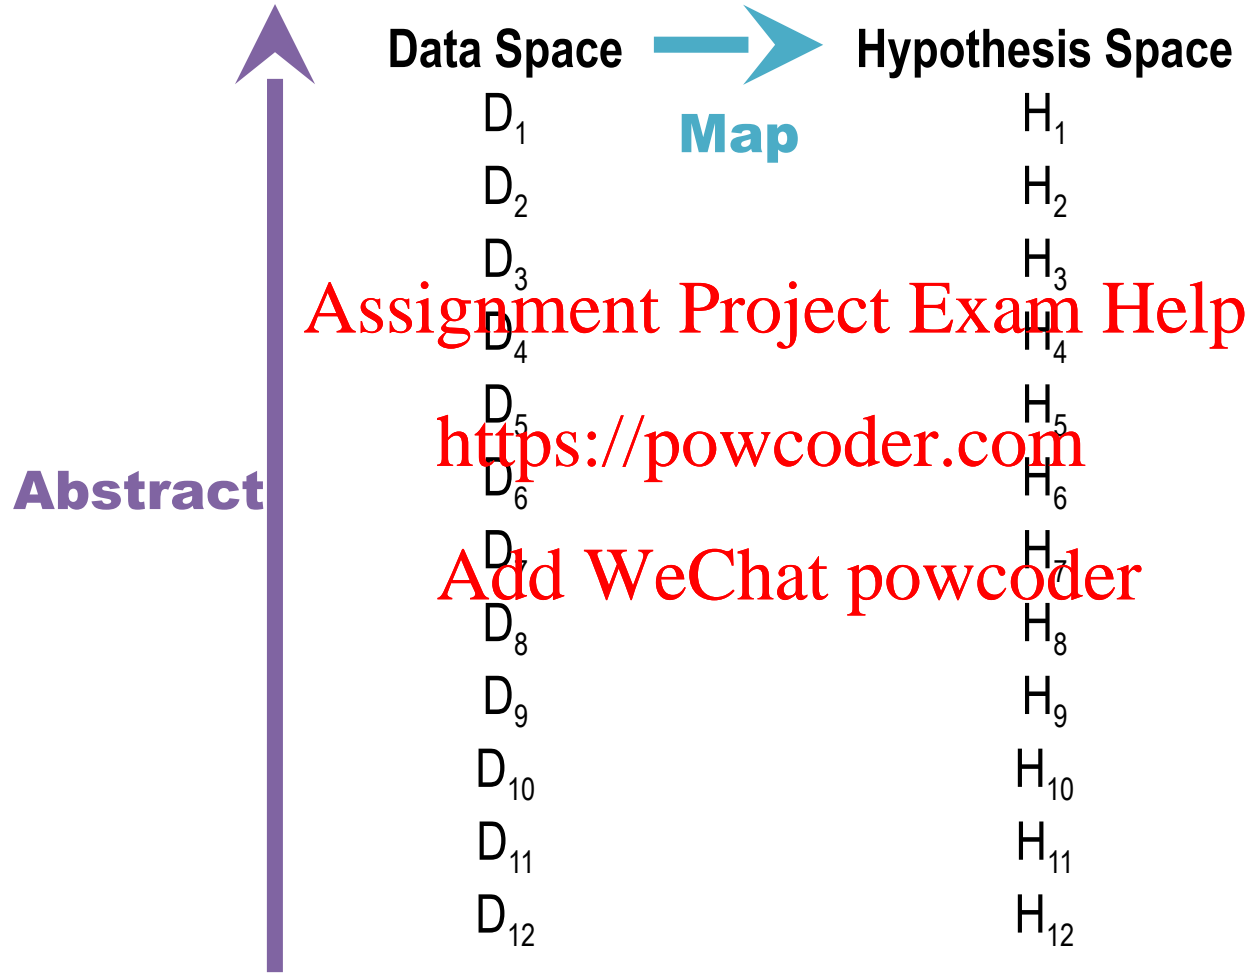 Data Space Hypothesis Space
Map
D1 H1
D2 H2
D3 H3
Assignment Project Exam Help
D4 H4
D5 H5
https://powcoder.com
Abstract
D6 H6
D7 H7
Add WeChat powcoder
D8 H8
D9 H9
D10 H10
D11 H11
D12 H12